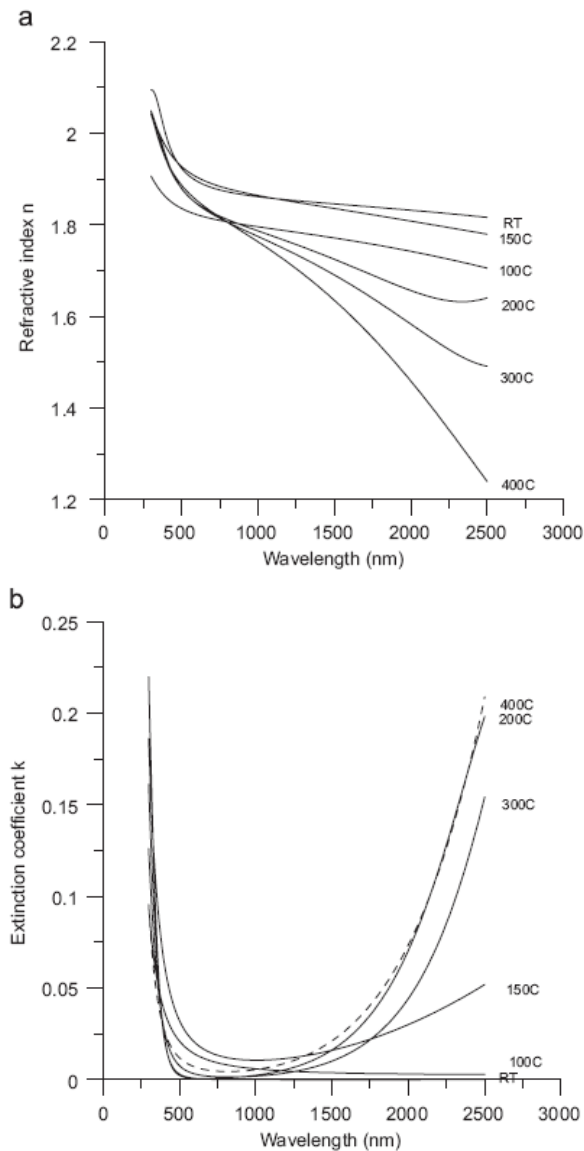 a
2.2
2
1.8
1.6
1.4
1.2
Refractive index n
RT
150C
100C
200C
300C
400C
0 500 1000 1500 2000 2500 3000
Wavelength (nm)
b
0.25
0.2
0.15
0.1
0.05
0
Extinction coefficient k
400C
200C
300C
150C
100C
RT
0 500 1000 1500 2000 2500 3000
Wavelength (nm)